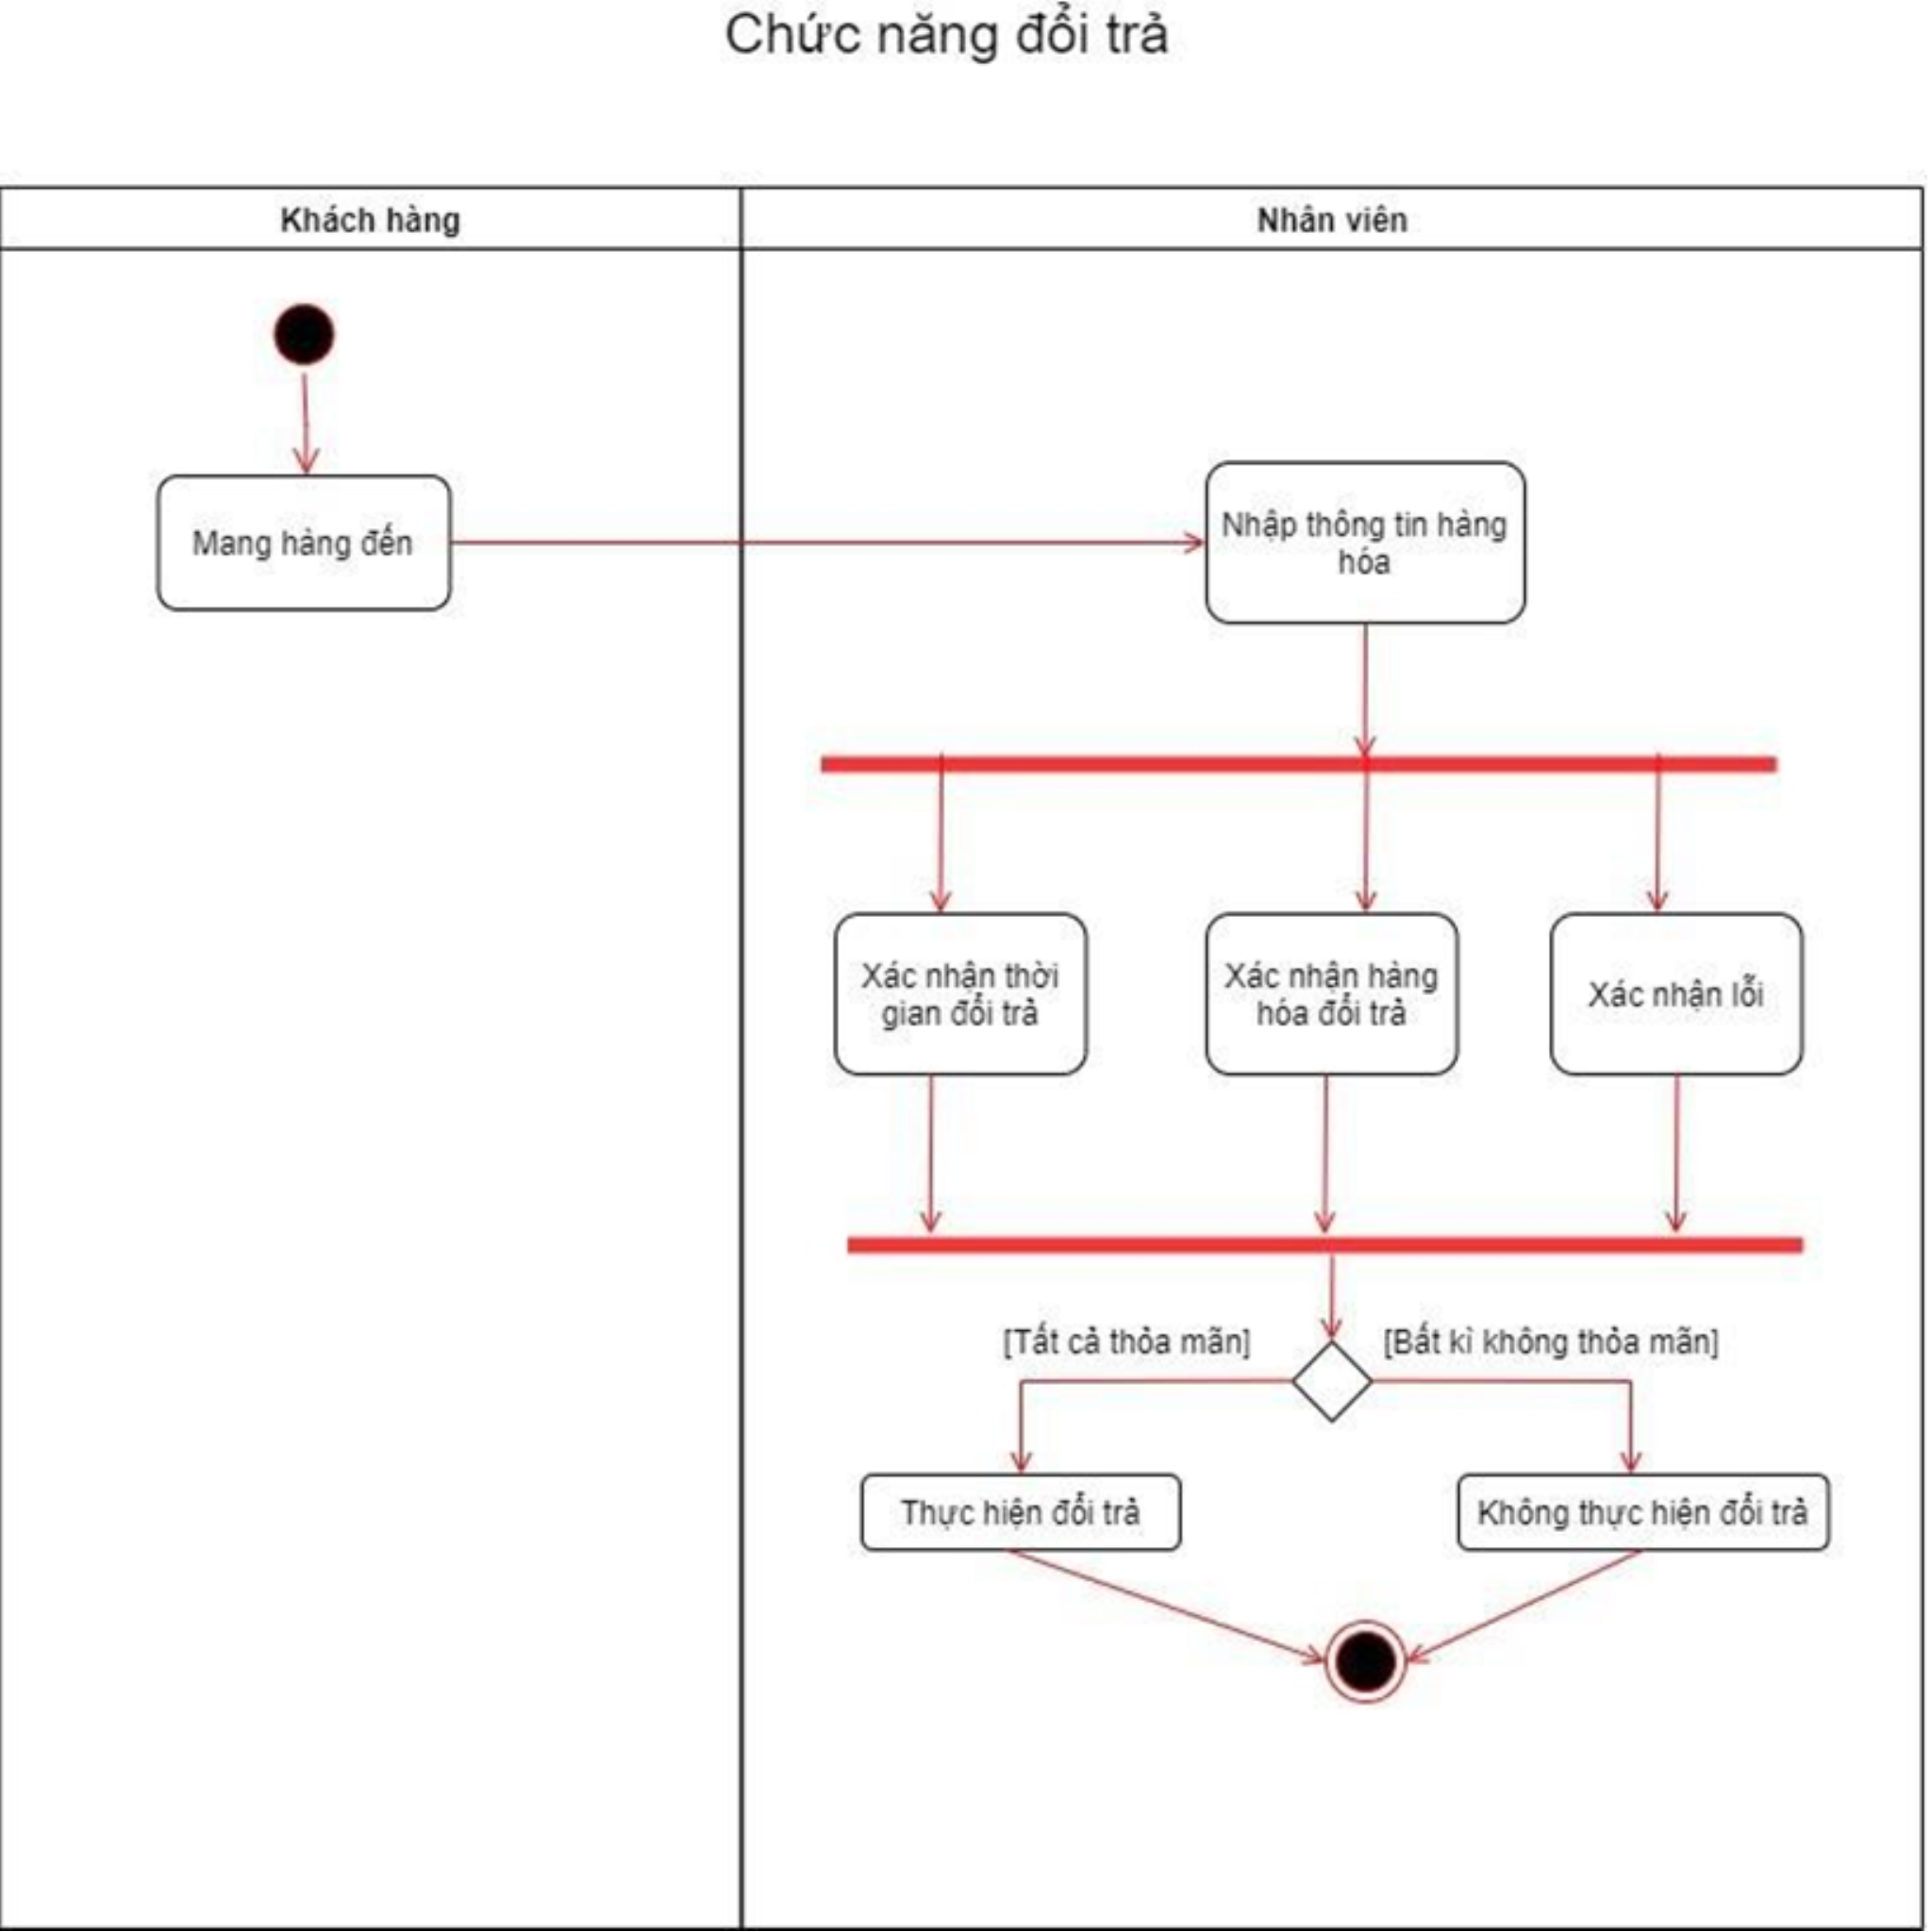 Chức năng đổi trả
Khách hàng
Nhân viên
Mang hàng đến
Nhập thông tin hàng
hóa
Xác nhận thời
gian đổi trả
Xác nhận hàng
hóa đổi trả
Xác nhận lỗi
[Tất cả thỏa mãn]
[Bất kì không thỏa mãn]
Thực hiện đổi trả
Không thực hiện đổi trả